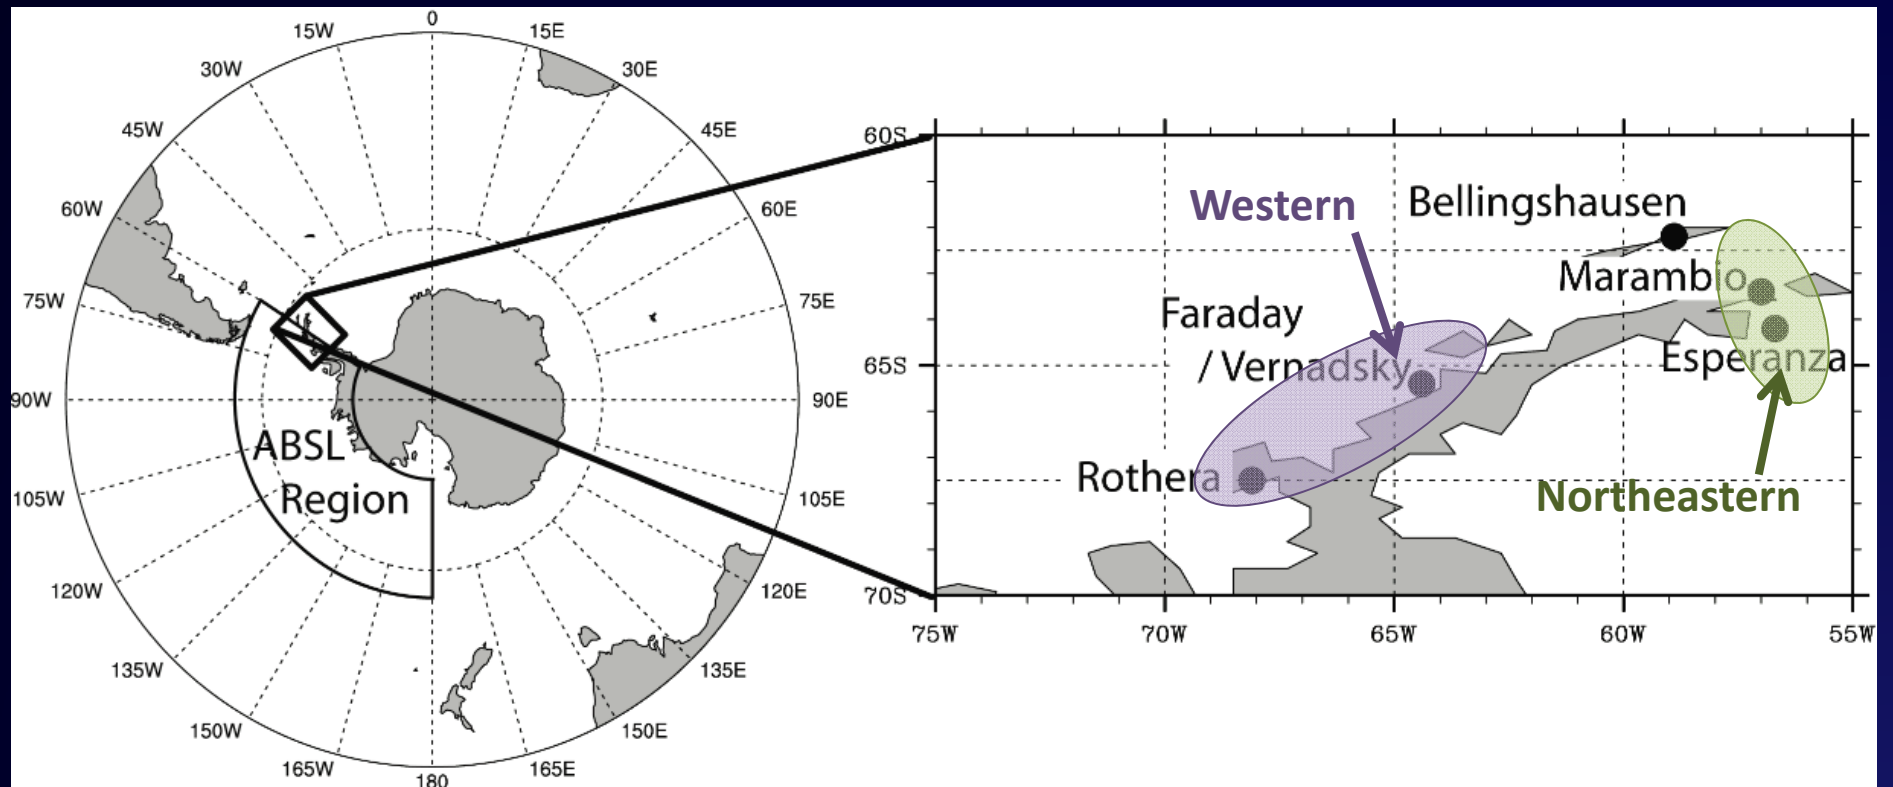 0
15W
15E
30W
30E
45W
45E
60W
60E
75W
75E
90W
90E
105W
105E
120W
120E
135W
135E
150W
150E
165W
165E
180
ABSL
Region
60S
65S
70S
75W
70W
65W
60W
55W
Western
Bellingshausen
Marambio
Faraday
/ Vernadsky
Esperanza
Rothera
Northeastern